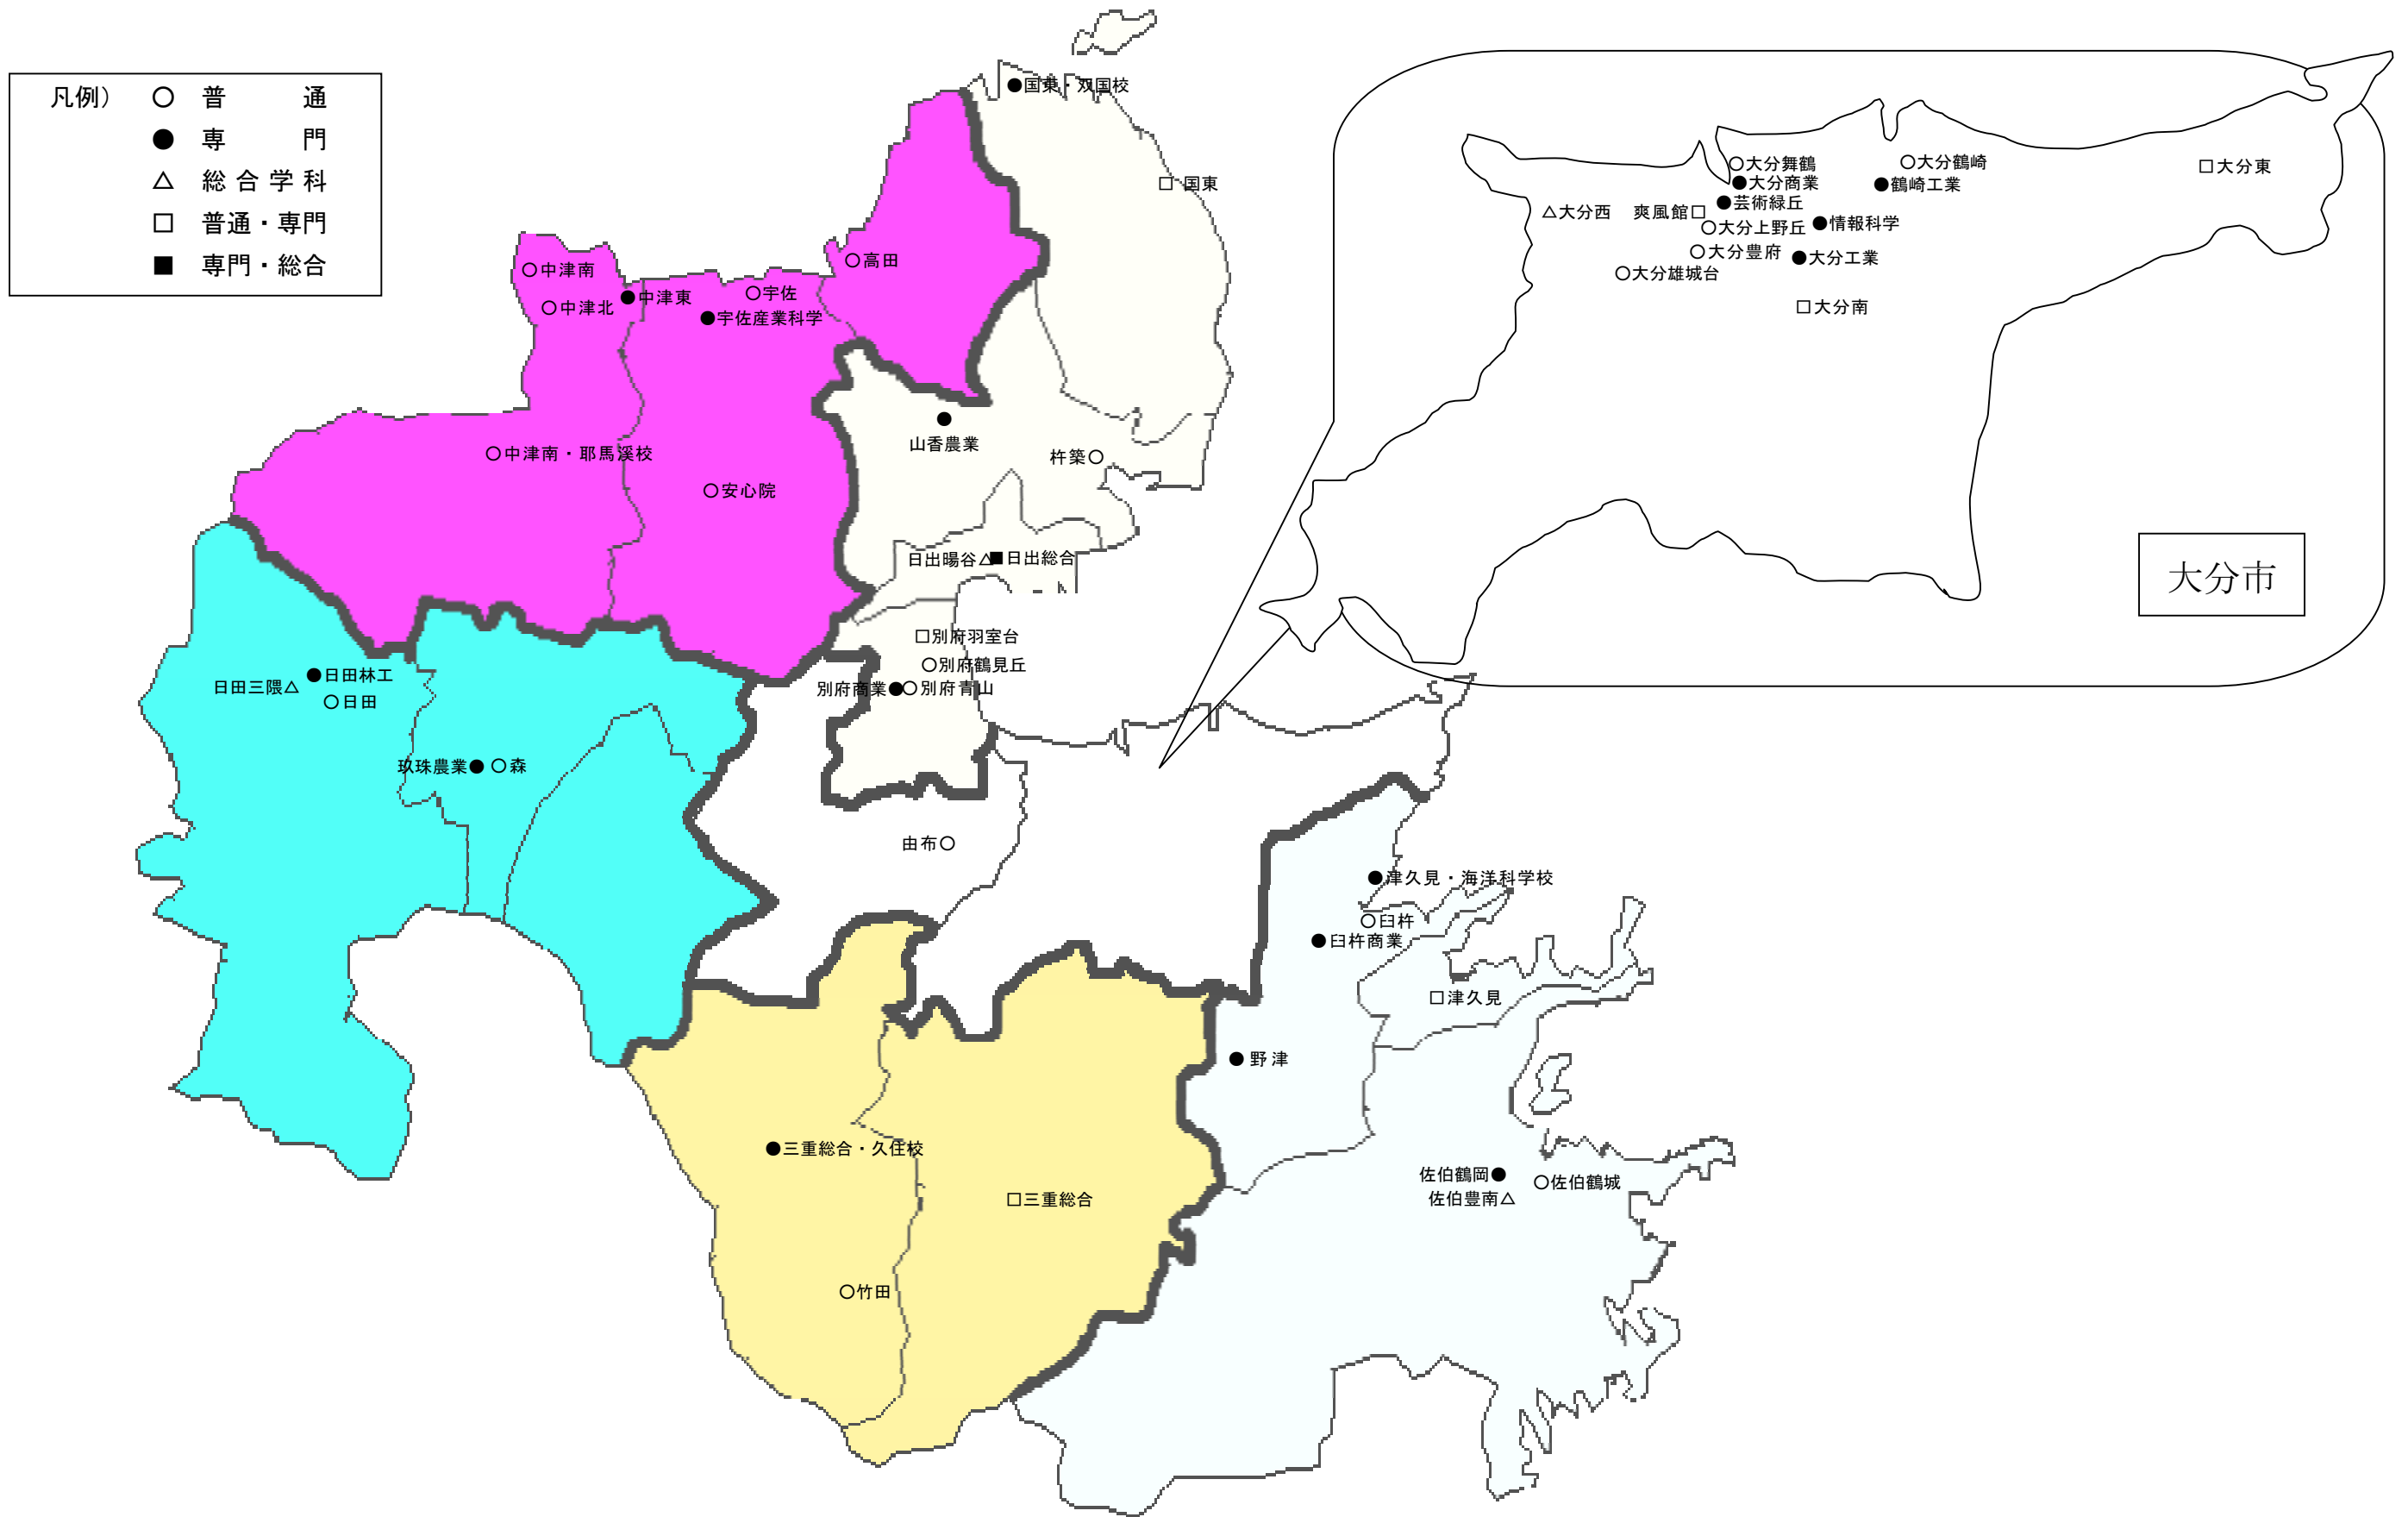 凡例） ○ 普通
● 専門
△ 総合学科
□ 普通・専門
■ 専門・総合
●国東・双国校
□ 国東
○高田
○中津南
○中津北
●中津東
○宇佐
●宇佐産業科学
○中津南・耶馬溪校
○安心院
●
山香農業
杵築○
日出暘谷△
■日出総合
□別府羽室台
○別府鶴見丘
別府商業●
○別府青山
●日田林工
日田三隈△
○日田
玖珠農業●
○森
由布○
●津久見・海洋科学校
○臼杵
●臼杵商業
□津久見
●野津
●三重総合・久住校
□三重総合
○竹田
佐伯鶴岡●
○佐伯鶴城
佐伯豊南△
○大分舞鶴
○大分鶴崎
□大分東
●大分商業
●鶴崎工業
●芸術緑丘
△大分西
爽風館□
○大分上野丘
●情報科学
○大分豊府
●大分工業
○大分雄城台
□大分南
大分市